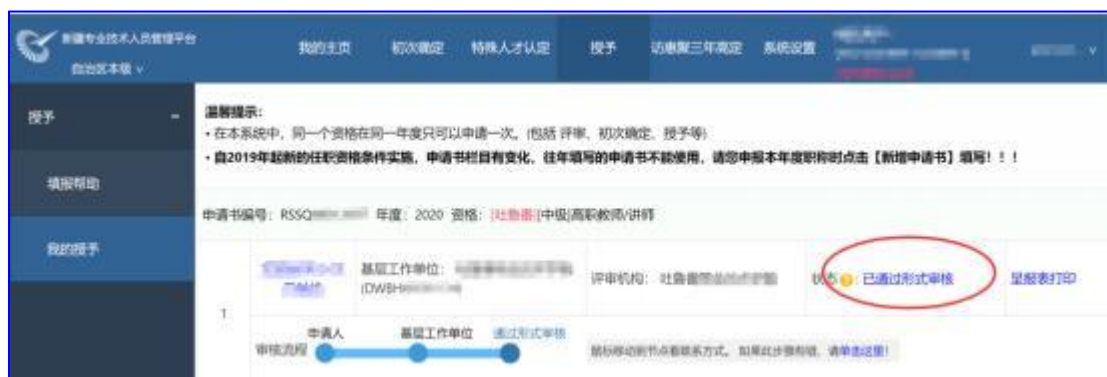 新疆专业技术人员管理平台
自治区本级
我的主页 初次确定 特殊人才认定 授予 访惠聚三年高定 系统设置
授予 -
填报帮助
我的授予
温馨提示:
• 在本系统中,同一个资格在同一年度只可以申请一次。(包括 评审、初次确定、授予等)
• 自2019年起新的任职资格条件实施,申请书栏目有变化,往年填写的申请书不能使用,请您申报本年度职称时点击【新增申请书】填写!!!
申请书编号:RSSQ 年度:2020 资格:[吐鲁番][中级]高职教师/讲师
1
基层工作单位:
(DWBH
评审机构:吐鲁番
状态 : 已通过形式审核
呈报表打印
审核流程
申请人 基层工作单位 通过形式审核
鼠标移动到节点看联系方式。 如果此步骤有错,请单击这里!